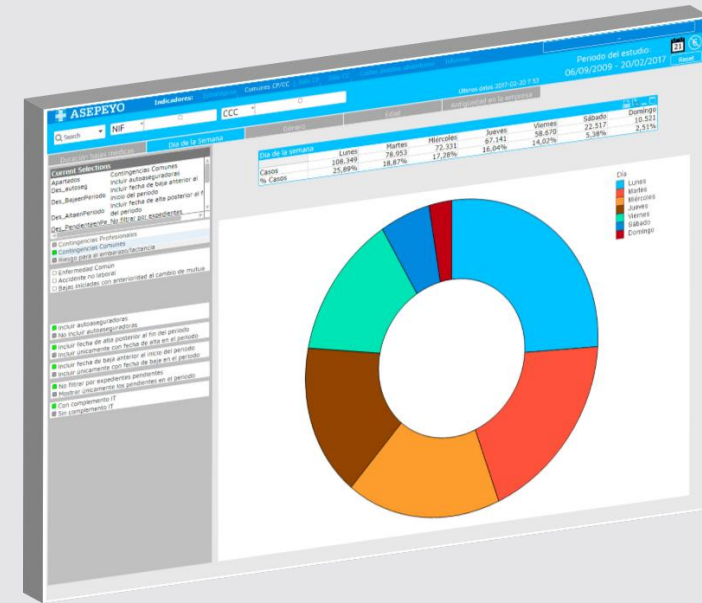 ASEPEYO
Indicadores: Comunes CP/CC
Periodo del estudio:
06/09/2009 - 20/02/2017
23
Reset
Search
NIF
CCC
Últimos datos 2017-02-20 7:53
Día de la Semana
Género
Edad
Antigüedad en la empresa
Current Selections
Apartados Contingencias Comunes
Des_autoseg Incluir autoaseguradoras
Des_BajaenPeriodo Incluir fecha de baja anterior al
inicio del periodo
Des_AltaenPeriodo Incluir fecha de alta posterior al f
del periodo
No filtrar por expedientes
Contingencias Profesionales
Contingencias Comunes
Riesgo para el embarazo/lactancia
Enfermedad Común
Accidente no laboral
Bajas iniciadas con anterioridad al cambio de mutua
Incluir autoaseguradoras
No incluir autoaseguradoras
Incluir fecha de alta posterior al fin del periodo
Incluir únicamente con fecha de alta en el periodo
Incluir fecha de baja anterior al inicio del periodo
Incluir únicamente con fecha de baja en el periodo
No filtrar por expedientes pendientes
Mostrar únicamente los pendientes en el periodo
Con complemento IT
Sin complemento IT
Día de la semana Lunes Martes Miércoles Jueves Viernes Sábado Domingo
Casos 108.349 78.953 72.331 67.141 58.670 22.517 10.521
% Casos 25,89% 18,87% 17,28% 16,04% 14,02% 5,38% 2,51%
Día
Lunes
Martes
Miércoles
Jueves
Viernes
Sábado
Domingo